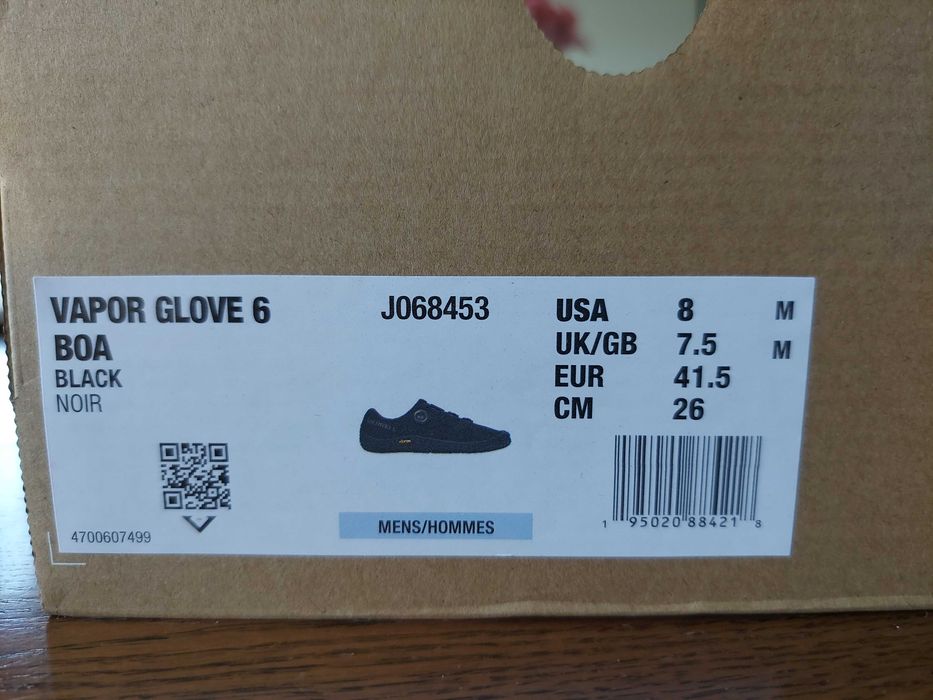 VAPOR GLOVE 6
BOA
BLACK
NOIR
4700607499
J068453
MENS/HOMMES
USA 8 M
UK/GB 7.5 M
EUR 41.5
CM 26
1 95020 88421 8